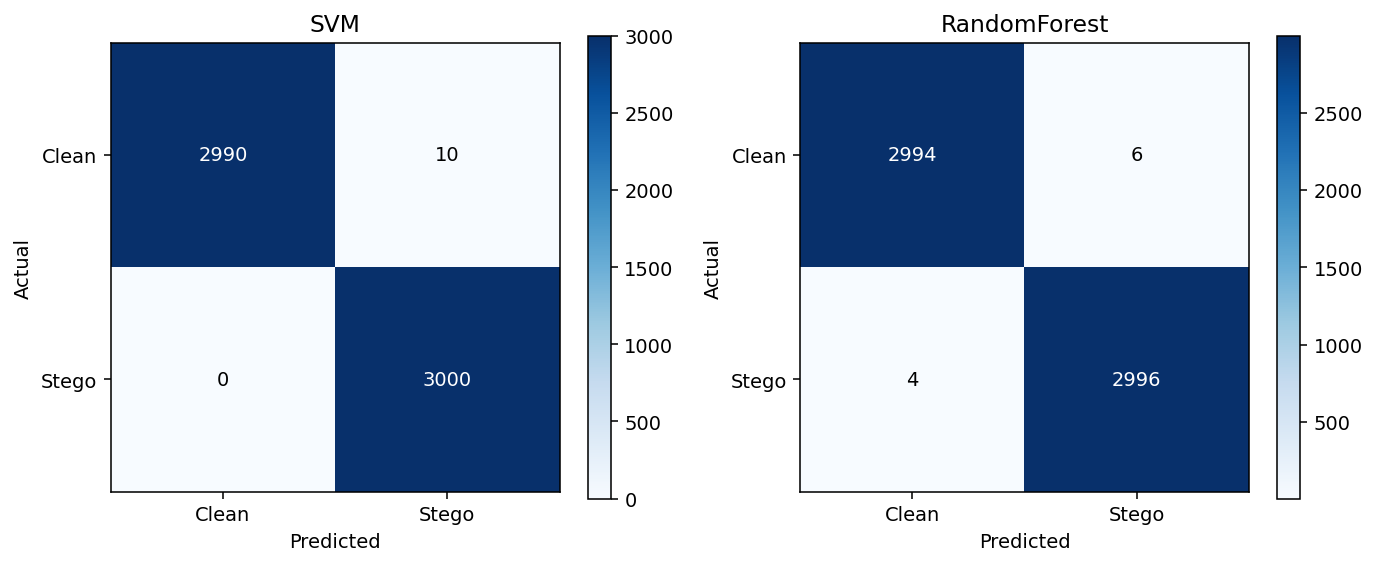 SVM
Actual
Clean
2990
10
Stego
0
3000
Clean
Stego
Predicted
3000
2500
2000
1500
1000
500
0
RandomForest
Actual
Clean
2994
6
Stego
4
2996
Clean
Stego
Predicted
2500
2000
1500
1000
500